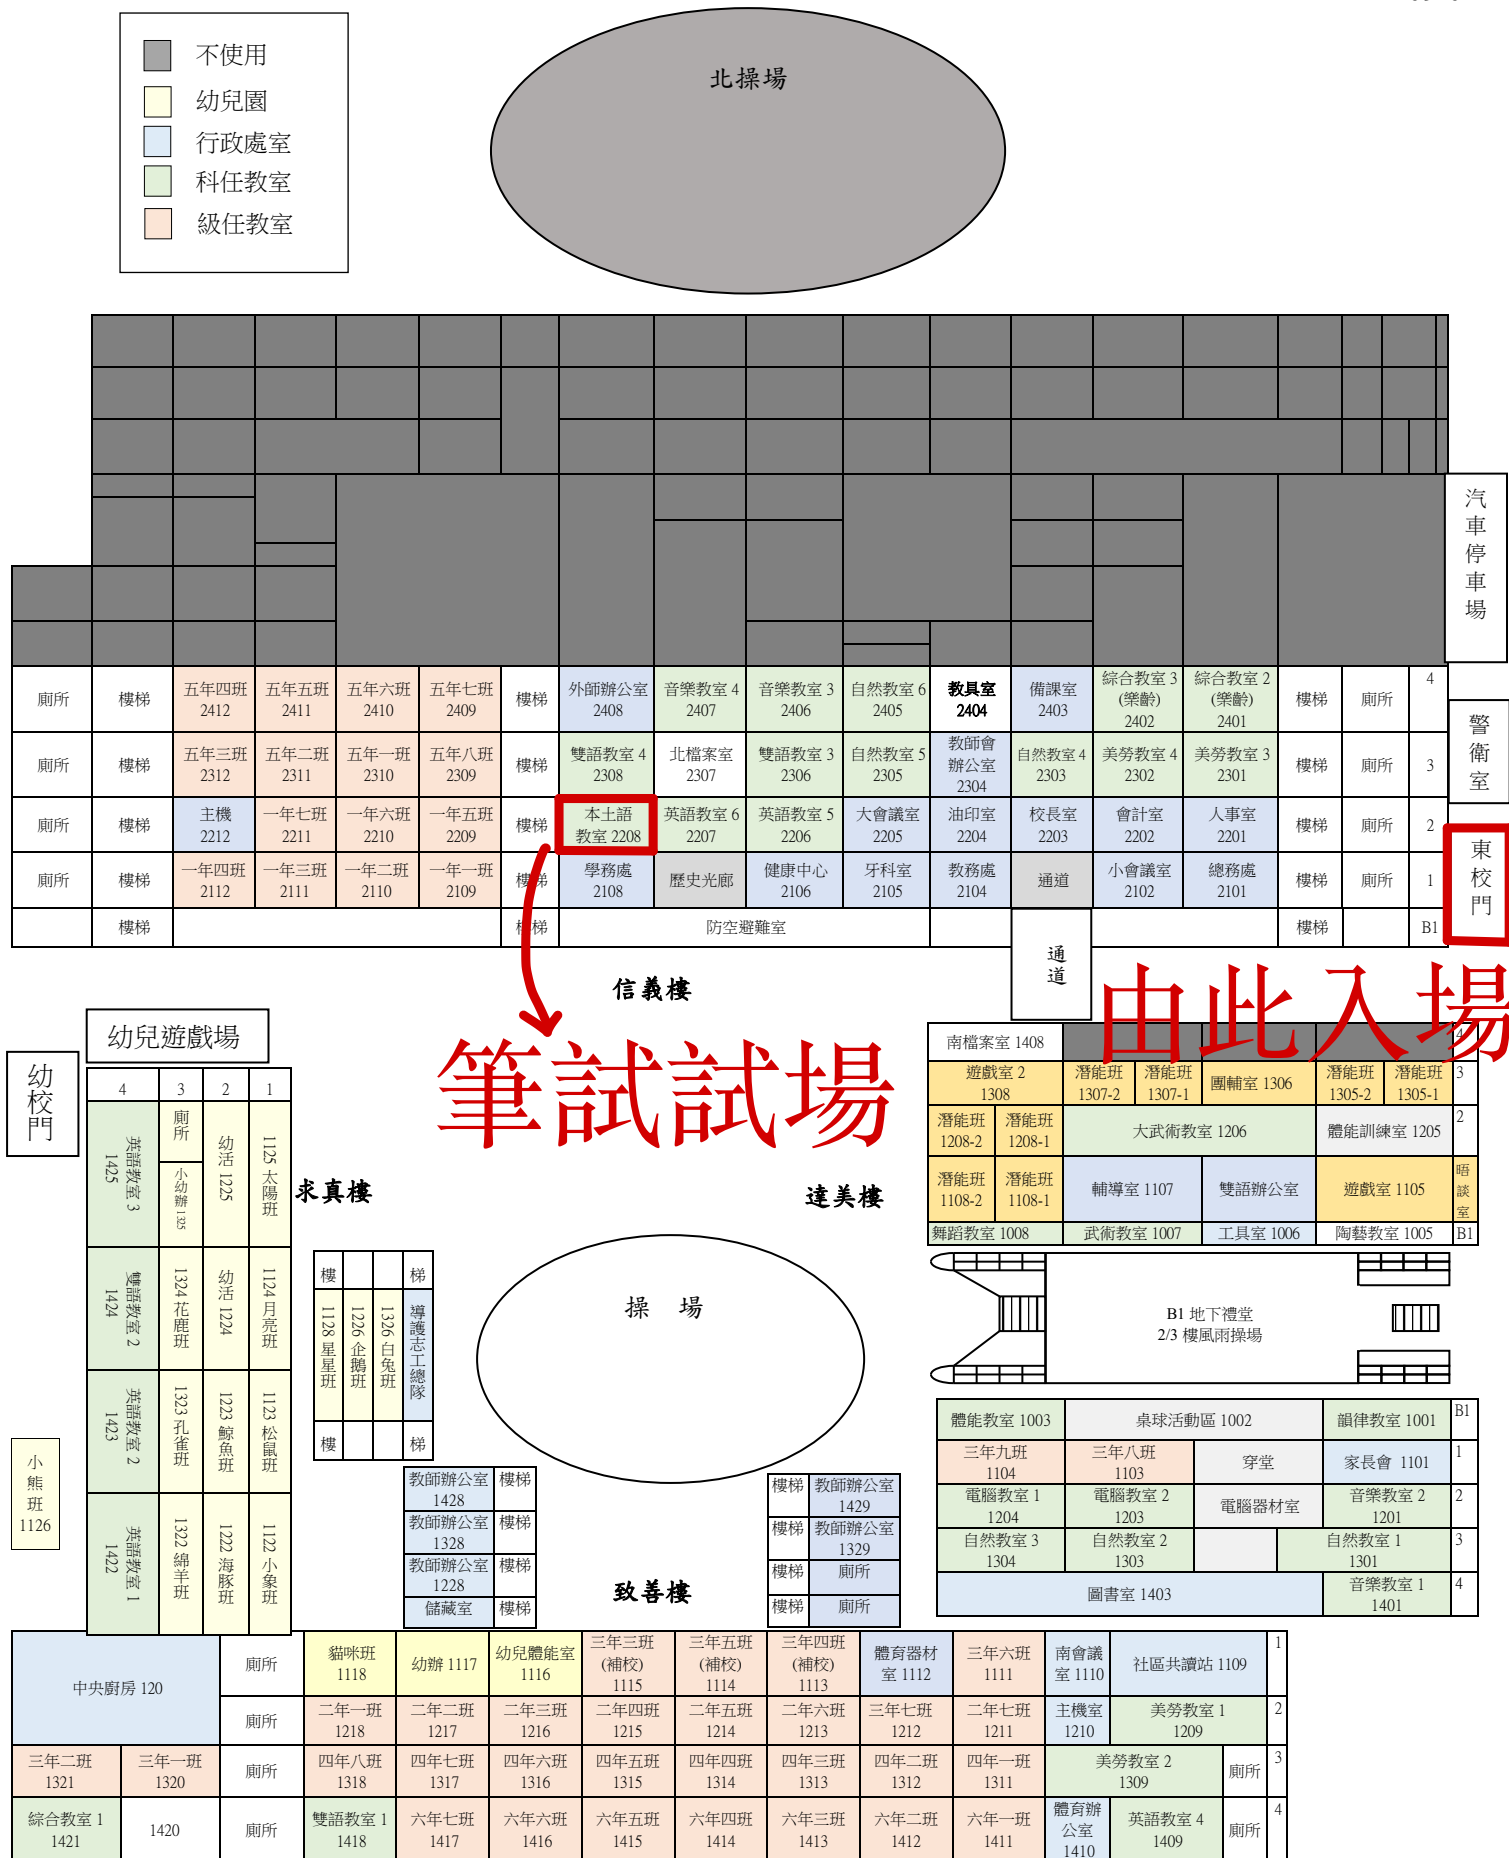 不使用
幼兒園
行政處室
科任教室
級任教室
北操場
汽車停車場
警衛室
東校門
廁所 樓梯 五年四班 2412 五年五班 2411 五年六班 2410 五年七班 2409 樓梯 外師辦公室 2408 音樂教室 4 2407 音樂教室 3 2406 自然教室 6 2405 教具室 2404 備課室 2403 綜合教室 3 (樂齡) 2402 綜合教室 2 (樂齡) 2401 樓梯 廁所 4
廁所 樓梯 五年三班 2312 五年二班 2311 五年一班 2310 五年八班 2309 樓梯 雙語教室 4 2308 北檔案室 2307 雙語教室 3 2306 自然教室 5 2305 教師會辦公室 2304 自然教室 4 2303 美勞教室 4 2302 美勞教室 3 2301 樓梯 廁所 3
廁所 樓梯 主機 2212 一年七班 2211 一年六班 2210 一年五班 2209 樓梯 本土語教室 2208 英語教室 6 2207 英語教室 5 2206 大會議室 2205 油印室 2204 校長室 2203 會計室 2202 人事室 2201 樓梯 廁所 2
廁所 樓梯 一年四班 2112 一年三班 2111 一年二班 2110 一年一班 2109 樓梯 學務處 2108 歷史光廊 健康中心 2106 牙科室 2105 教務處 2104 通道 小會議室 2102 總務處 2101 樓梯 廁所 1
樓梯 樓梯 防空避難室 樓梯 B1
通道
信義樓
由此入場
筆試試場
幼兒遊戲場
幼校門
4 3 2 1
英語教室 3 1425 廁所 小幼辦 1325 幼活 1225 1125 太陽班
雙語教室 2 1424 1324 花鹿班 幼活 1224 1124 月亮班
英語教室 2 1423 1323 孔雀班 1223 鯨魚班 1123 松鼠班
英語教室 1 1422 1322 綿羊班 1222 海豚班 1122 小象班
小熊班 1126
求真樓
達美樓
南檔案室 1408 4
遊戲室 2 1308 潛能班 1307-2 潛能班 1307-1 團輔室 1306 潛能班 1305-2 潛能班 1305-1 3
潛能班 1208-2 潛能班 1208-1 大武術教室 1206 體能訓練室 1205 2
潛能班 1108-2 潛能班 1108-1 輔導室 1107 雙語辦公室 遊戲室 1105 晤談室
舞蹈教室 1008 武術教室 1007 工具室 1006 陶藝教室 1005 B1
樓 梯
1128 星星班 1226 企鵝班 1326 白兔班 導護志工總隊
樓 梯
操 場
B1 地下禮堂
2/3 樓風雨操場
體能教室 1003 桌球活動區 1002 韻律教室 1001 B1
三年九班 1104 三年八班 1103 穿堂 家長會 1101 1
電腦教室 1 1204 電腦教室 2 1203 電腦器材室 音樂教室 2 1201 2
自然教室 3 1304 自然教室 2 1303 自然教室 1 1301 3
圖書室 1403 音樂教室 1 1401 4
教師辦公室 1428 樓梯
教師辦公室 1328 樓梯
教師辦公室 1228 樓梯
儲藏室 樓梯
致善樓
樓梯 教師辦公室 1429
樓梯 教師辦公室 1329
樓梯 廁所
樓梯 廁所
中央廚房 120 廁所 貓咪班 1118 幼辦 1117 幼兒體能室 1116 三年三班 (補校) 1115 三年五班 (補校) 1114 三年四班 (補校) 1113 體育器材室 1112 三年六班 1111 南會議室 1110 社區共讀站 1109 1
廁所 二年一班 1218 二年二班 1217 二年三班 1216 二年四班 1215 二年五班 1214 二年六班 1213 三年七班 1212 二年七班 1211 主機室 1210 美勞教室 1 1209 2
三年二班 1321 三年一班 1320 廁所 四年八班 1318 四年七班 1317 四年六班 1316 四年五班 1315 四年四班 1314 四年三班 1313 四年二班 1312 四年一班 1311 美勞教室 2 1309 廁所 3
綜合教室 1 1421 1420 廁所 雙語教室 1 1418 六年七班 1417 六年六班 1416 六年五班 1415 六年四班 1414 六年三班 1413 六年二班 1412 六年一班 1411 體育辦公室 1410 英語教室 4 1409 廁所 4